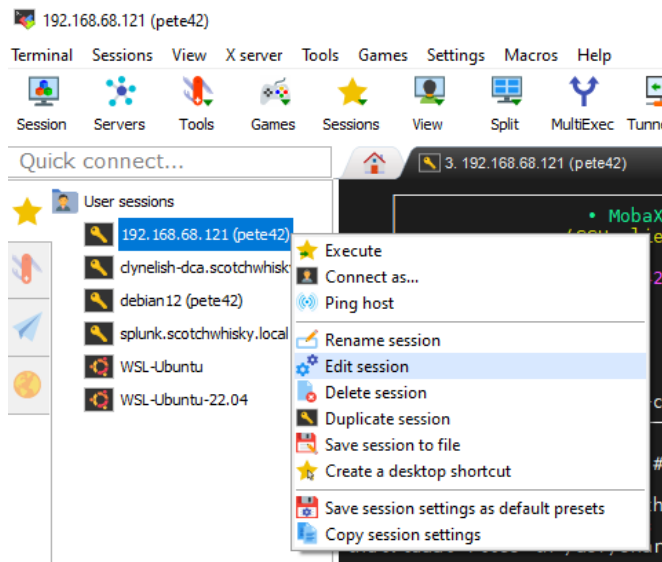 192.168.68.121 (pete42)
Terminal Sessions View X server Tools Games Settings Macros Help
Session Servers Tools Games Sessions View Split MultiExec Tunn
Quick connect...
3. 192.168.68.121 (pete42)
User sessions
192.168.68.121 (pete42)
clynelish-dca.scotchwhisk
debian12 (pete42)
splunk.scotchwhisky.local
WSL-Ubuntu
WSL-Ubuntu-22.04
• MobaX
Execute
Connect as...
Ping host
Rename session
Edit session
Delete session
Duplicate session
Save session to file
Create a desktop shortcut
Save session settings as default presets
Copy session settings